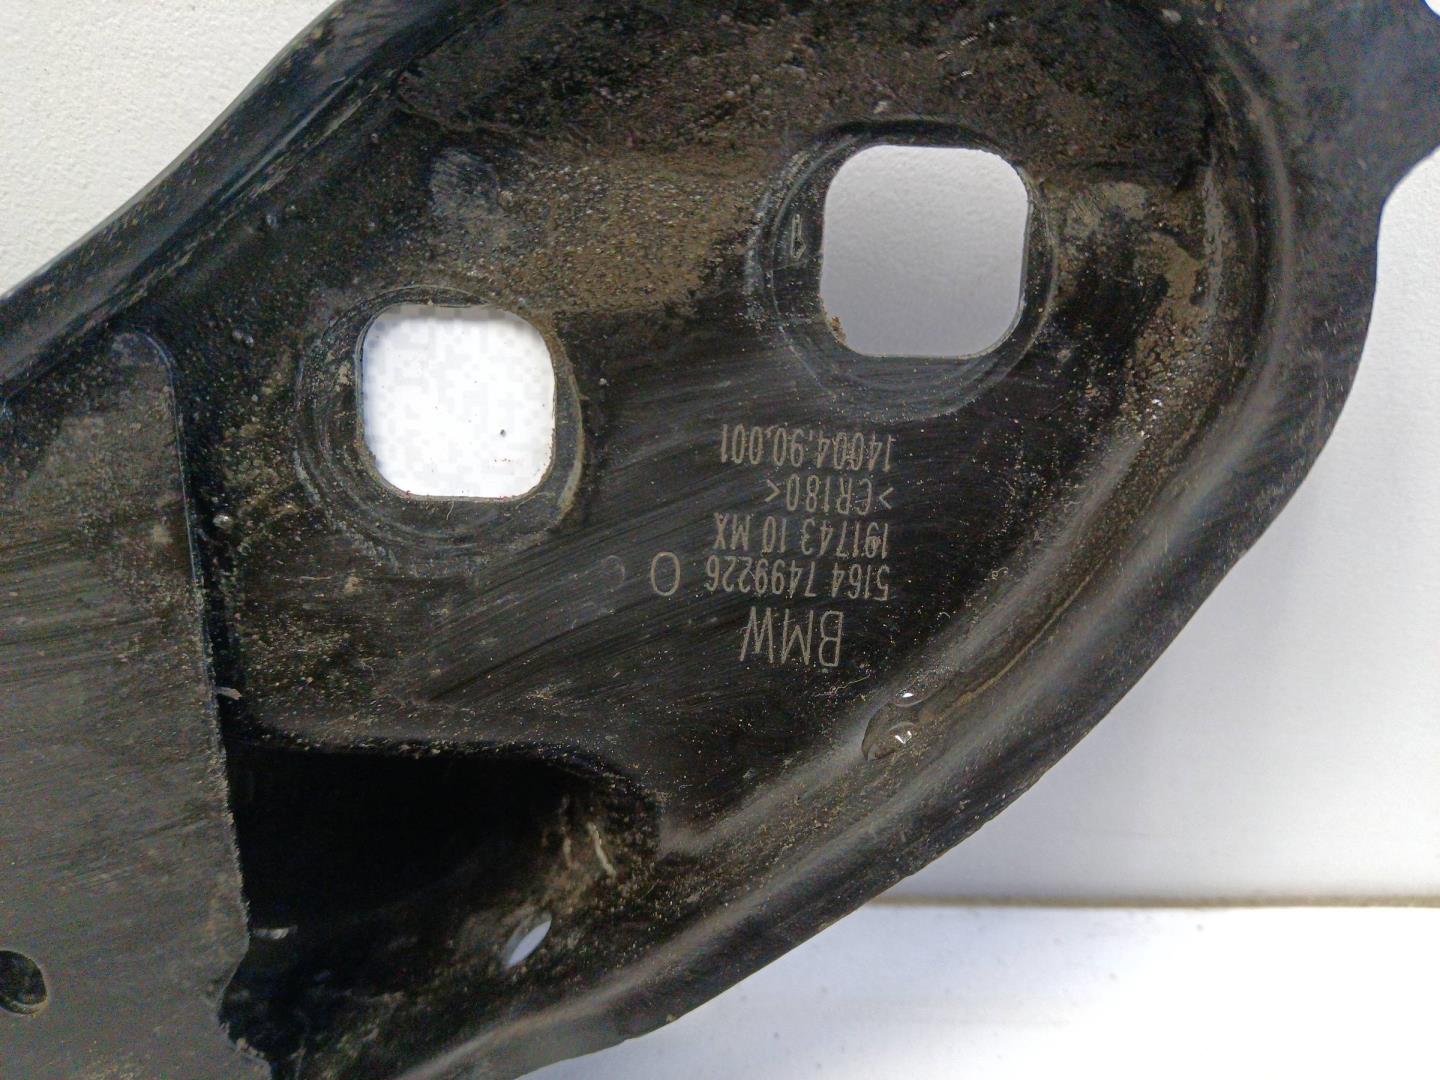 BMW
5164 7499226 O
191743 10 MX
>CR180<
14004.90.001